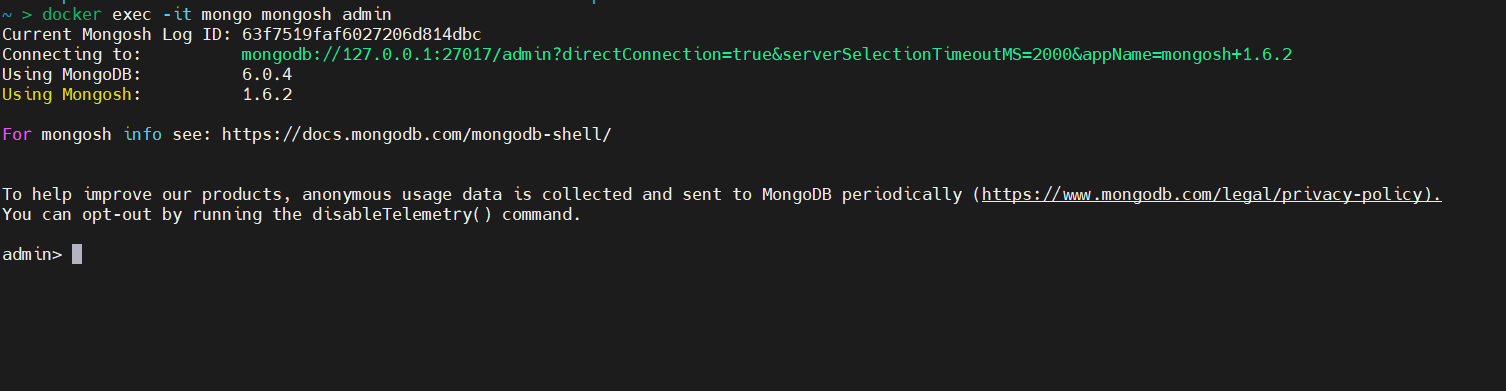 ~ > docker exec -it mongo mongosh admin
Current Mongosh Log ID: 63f7519faf6027206d814dbc
Connecting to:          mongodb://127.0.0.1:27017/admin?directConnection=true&serverSelectionTimeoutMS=2000&appName=mongosh+1.6.2
Using MongoDB:          6.0.4
Using Mongosh:          1.6.2
For mongosh info see: https://docs.mongodb.com/mongodb-shell/
To help improve our products, anonymous usage data is collected and sent to MongoDB periodically (https://www.mongodb.com/legal/privacy-policy).
You can opt-out by running the disableTelemetry() command.
admin>